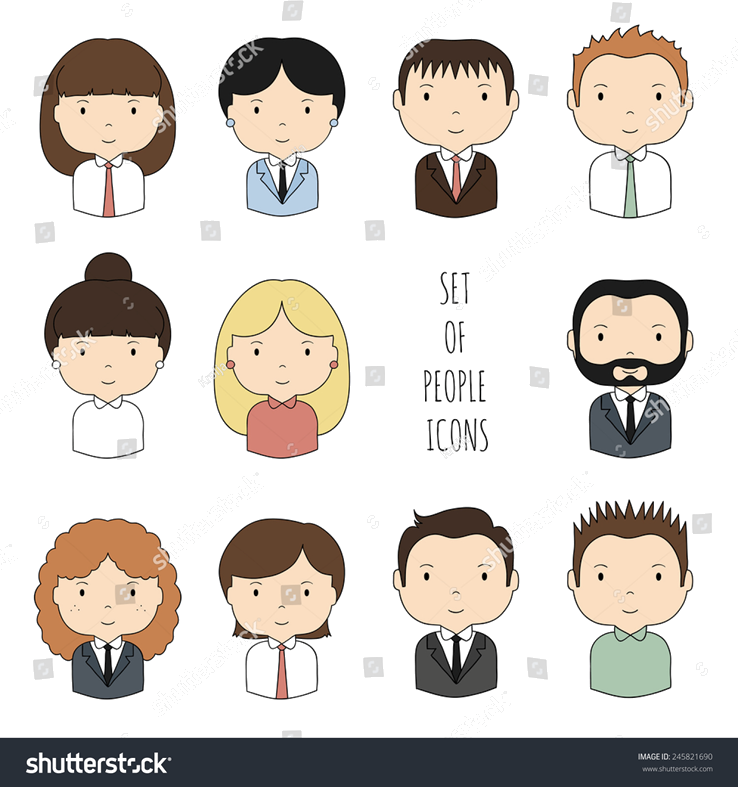 SET
OF
PEOPLE
ICONS
shutterstock
IMAGE ID: 245821690
www.shutterstock.com